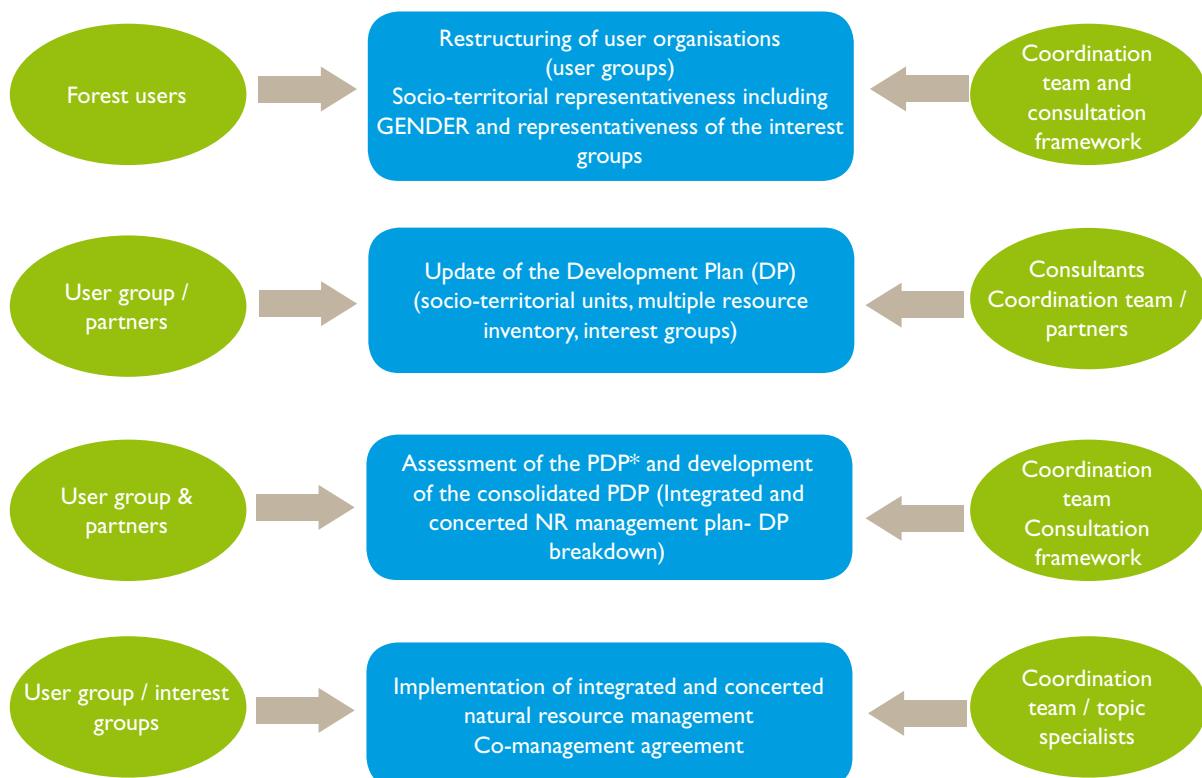 Forest users
Restructuring of user organisations
(user groups)
Socio-territorial representativeness including
GENDER and representativeness of the interest
groups
Coordination
team and
consultation
framework
User group /
partners
Update of the Development Plan (DP)
(socio-territorial units, multiple resource
inventory, interest groups)
Consultants
Coordination team /
partners
User group &
partners
Assessment of the PDP* and development
of the consolidated PDP (Integrated and
concerted NR management plan- DP
breakdown)
Coordination
team
Consultation
framework
User group / interest
groups
Implementation of integrated and concerted
natural resource management
Co-management agreement
Coordination
team / topic
specialists